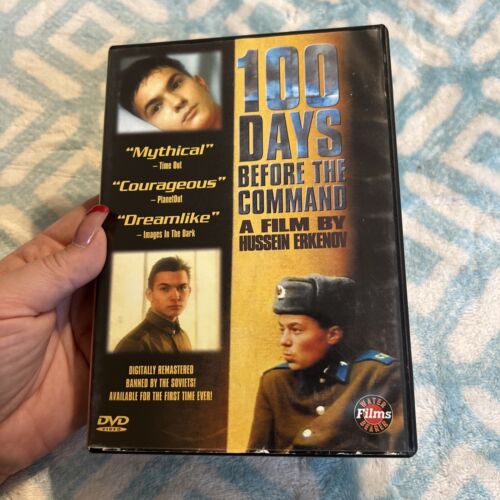 100
DAYS
BEFORE THE
COMMAND
A FILM BY
HUSSEIN ERKENOV
"Mythical"
– Time Out
"Courageous"
– PlanetOut
"Dreamlike"
– Images In The Dark
DIGITALLY REMASTERED
BANNED BY THE SOVIETS!
AVAILABLE FOR THE FIRST TIME EVER!
DVD
VIDEO
WATER
Films
BEARER